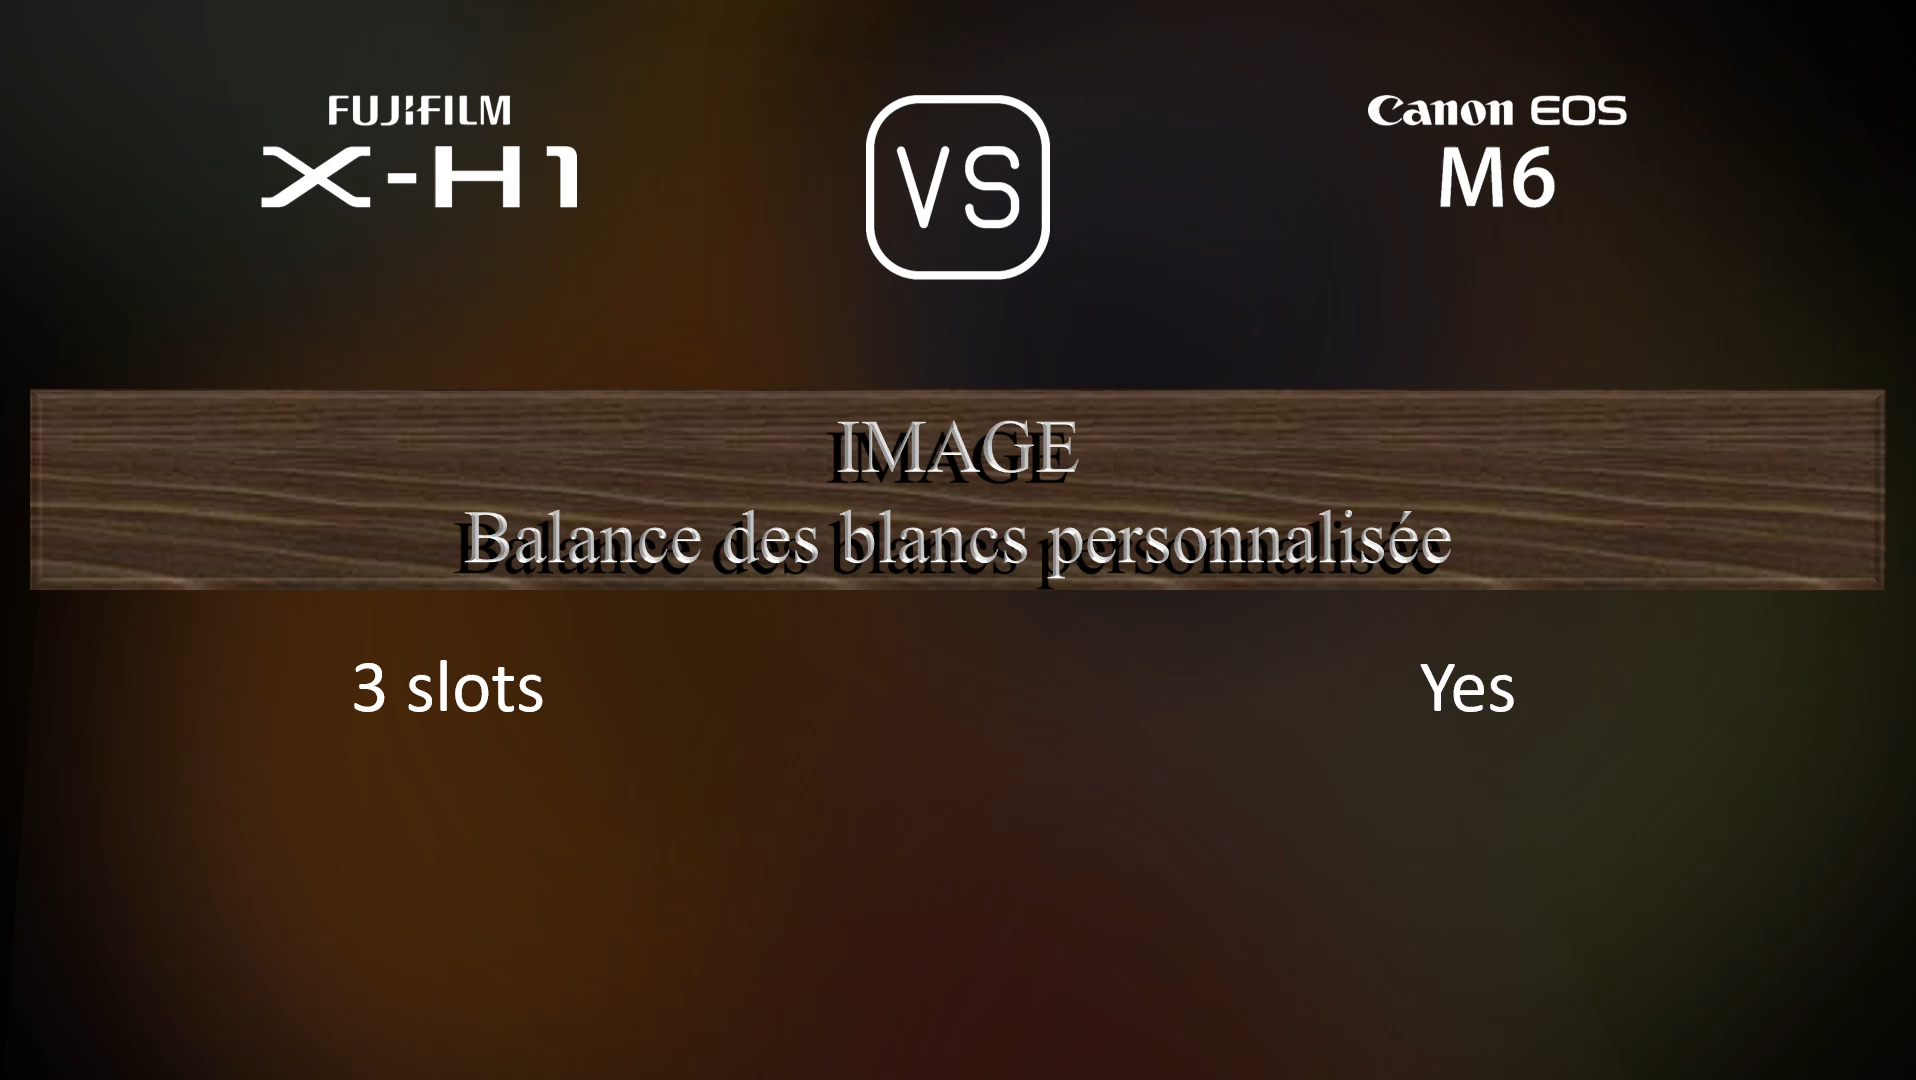 FUJIFILM
X-H1
VS
Canon EOS
M6
IMAGE
Balance des blancs personnalisée
3 slots
Yes